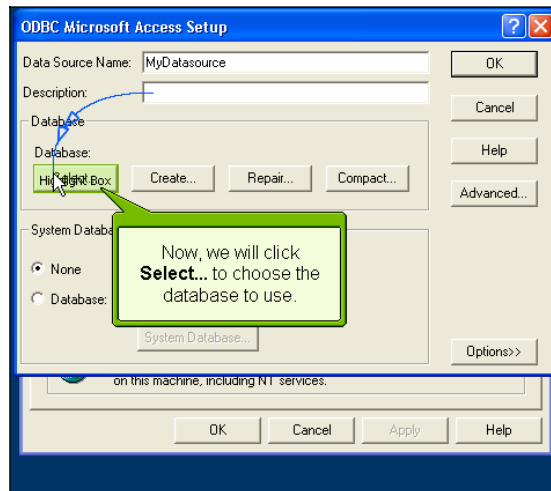 ODBC Microsoft Access Setup
Data Source Name: MyDatasource
OK
Description:
Cancel
Database
Database:
Help
Highlight Box
Create...
Repair...
Compact...
Advanced...
Now, we will click
Select... to choose the
database to use.
None
Database:
System Database...
Options>>
on this machine, including NT services.
OK
Cancel
Apply
Help